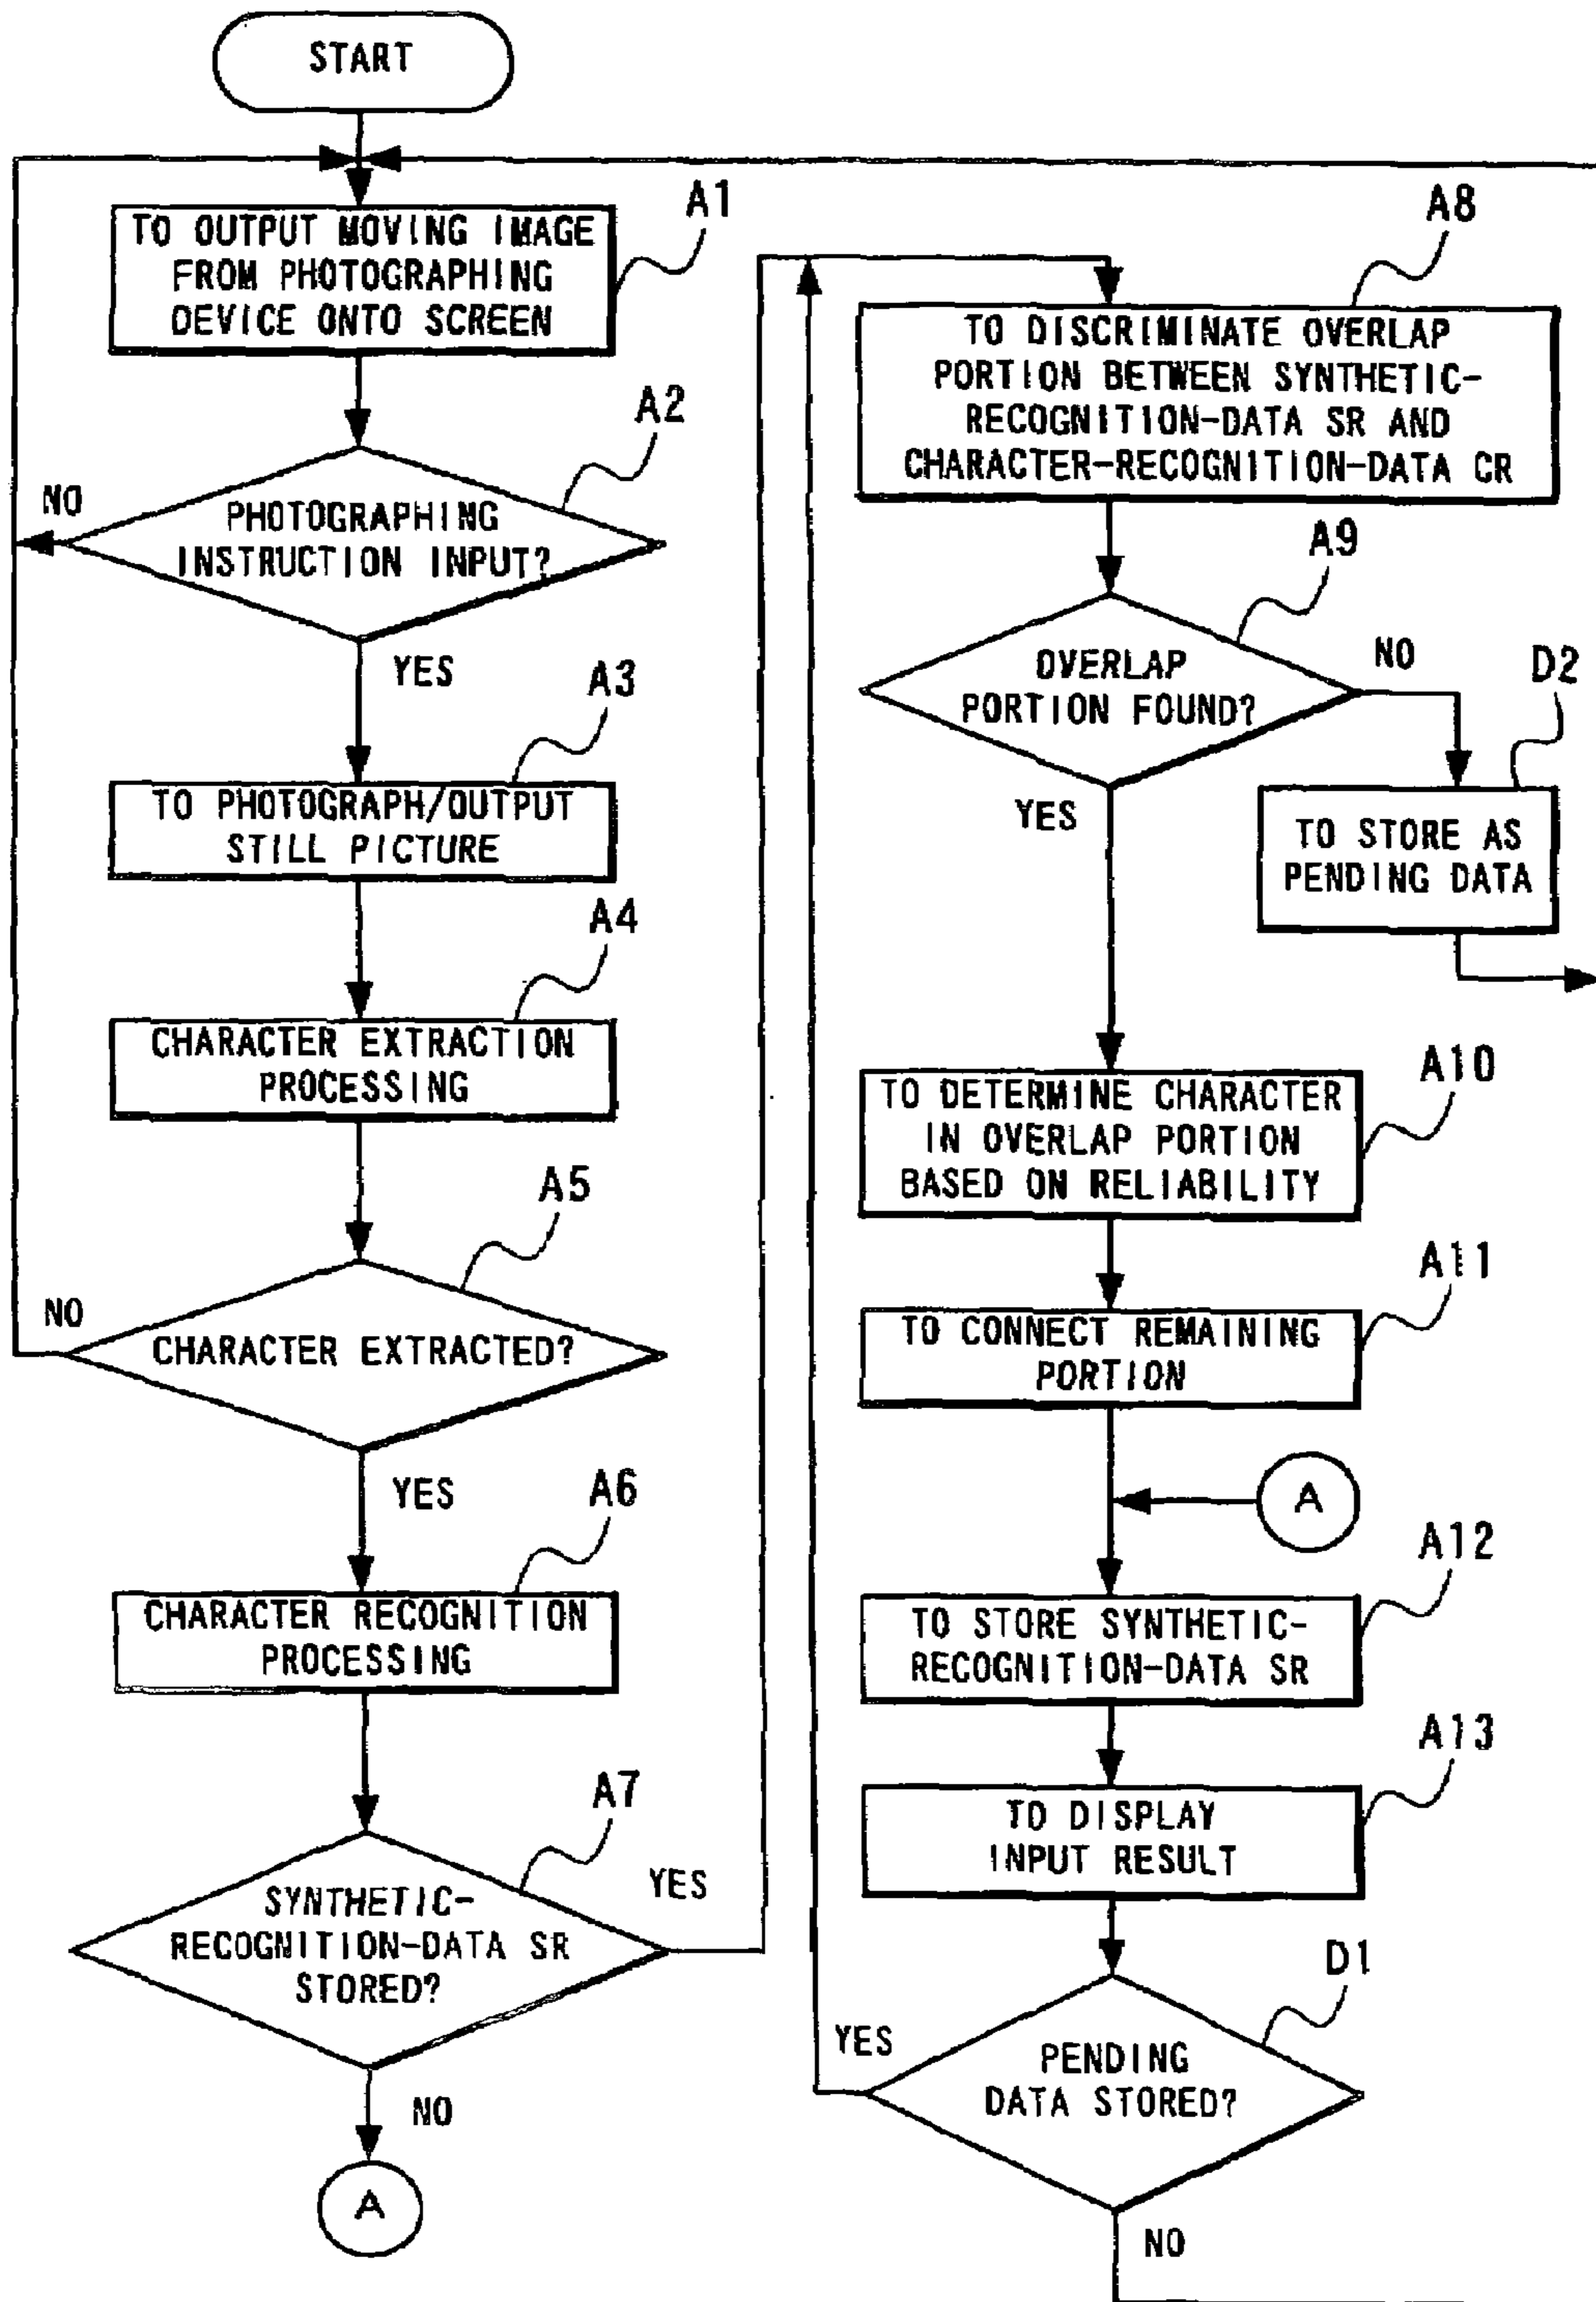 START
A1
TO OUTPUT MOVING IMAGE
FROM PHOTOGRAPHING
DEVICE ONTO SCREEN
A2
NO
PHOTOGRAPHING
INSTRUCTION INPUT?
YES
A3
TO PHOTOGRAPH/OUTPUT
STILL PICTURE
A4
CHARACTER EXTRACTION
PROCESSING
A5
NO
CHARACTER EXTRACTED?
YES
A6
CHARACTER RECOGNITION
PROCESSING
A7
YES
SYNTHETIC-
RECOGNITION-DATA SR
STORED?
NO
A
A8
TO DISCRIMINATE OVERLAP
PORTION BETWEEN SYNTHETIC-
RECOGNITION-DATA SR AND
CHARACTER-RECOGNITION-DATA CR
A9
NO
OVERLAP
PORTION FOUND?
D2
YES
TO STORE AS
PENDING DATA
A10
TO DETERMINE CHARACTER
IN OVERLAP PORTION
BASED ON RELIABILITY
A11
TO CONNECT REMAINING
PORTION
A
A12
TO STORE SYNTHETIC-
RECOGNITION-DATA SR
A13
TO DISPLAY
INPUT RESULT
D1
YES
PENDING
DATA STORED?
NO